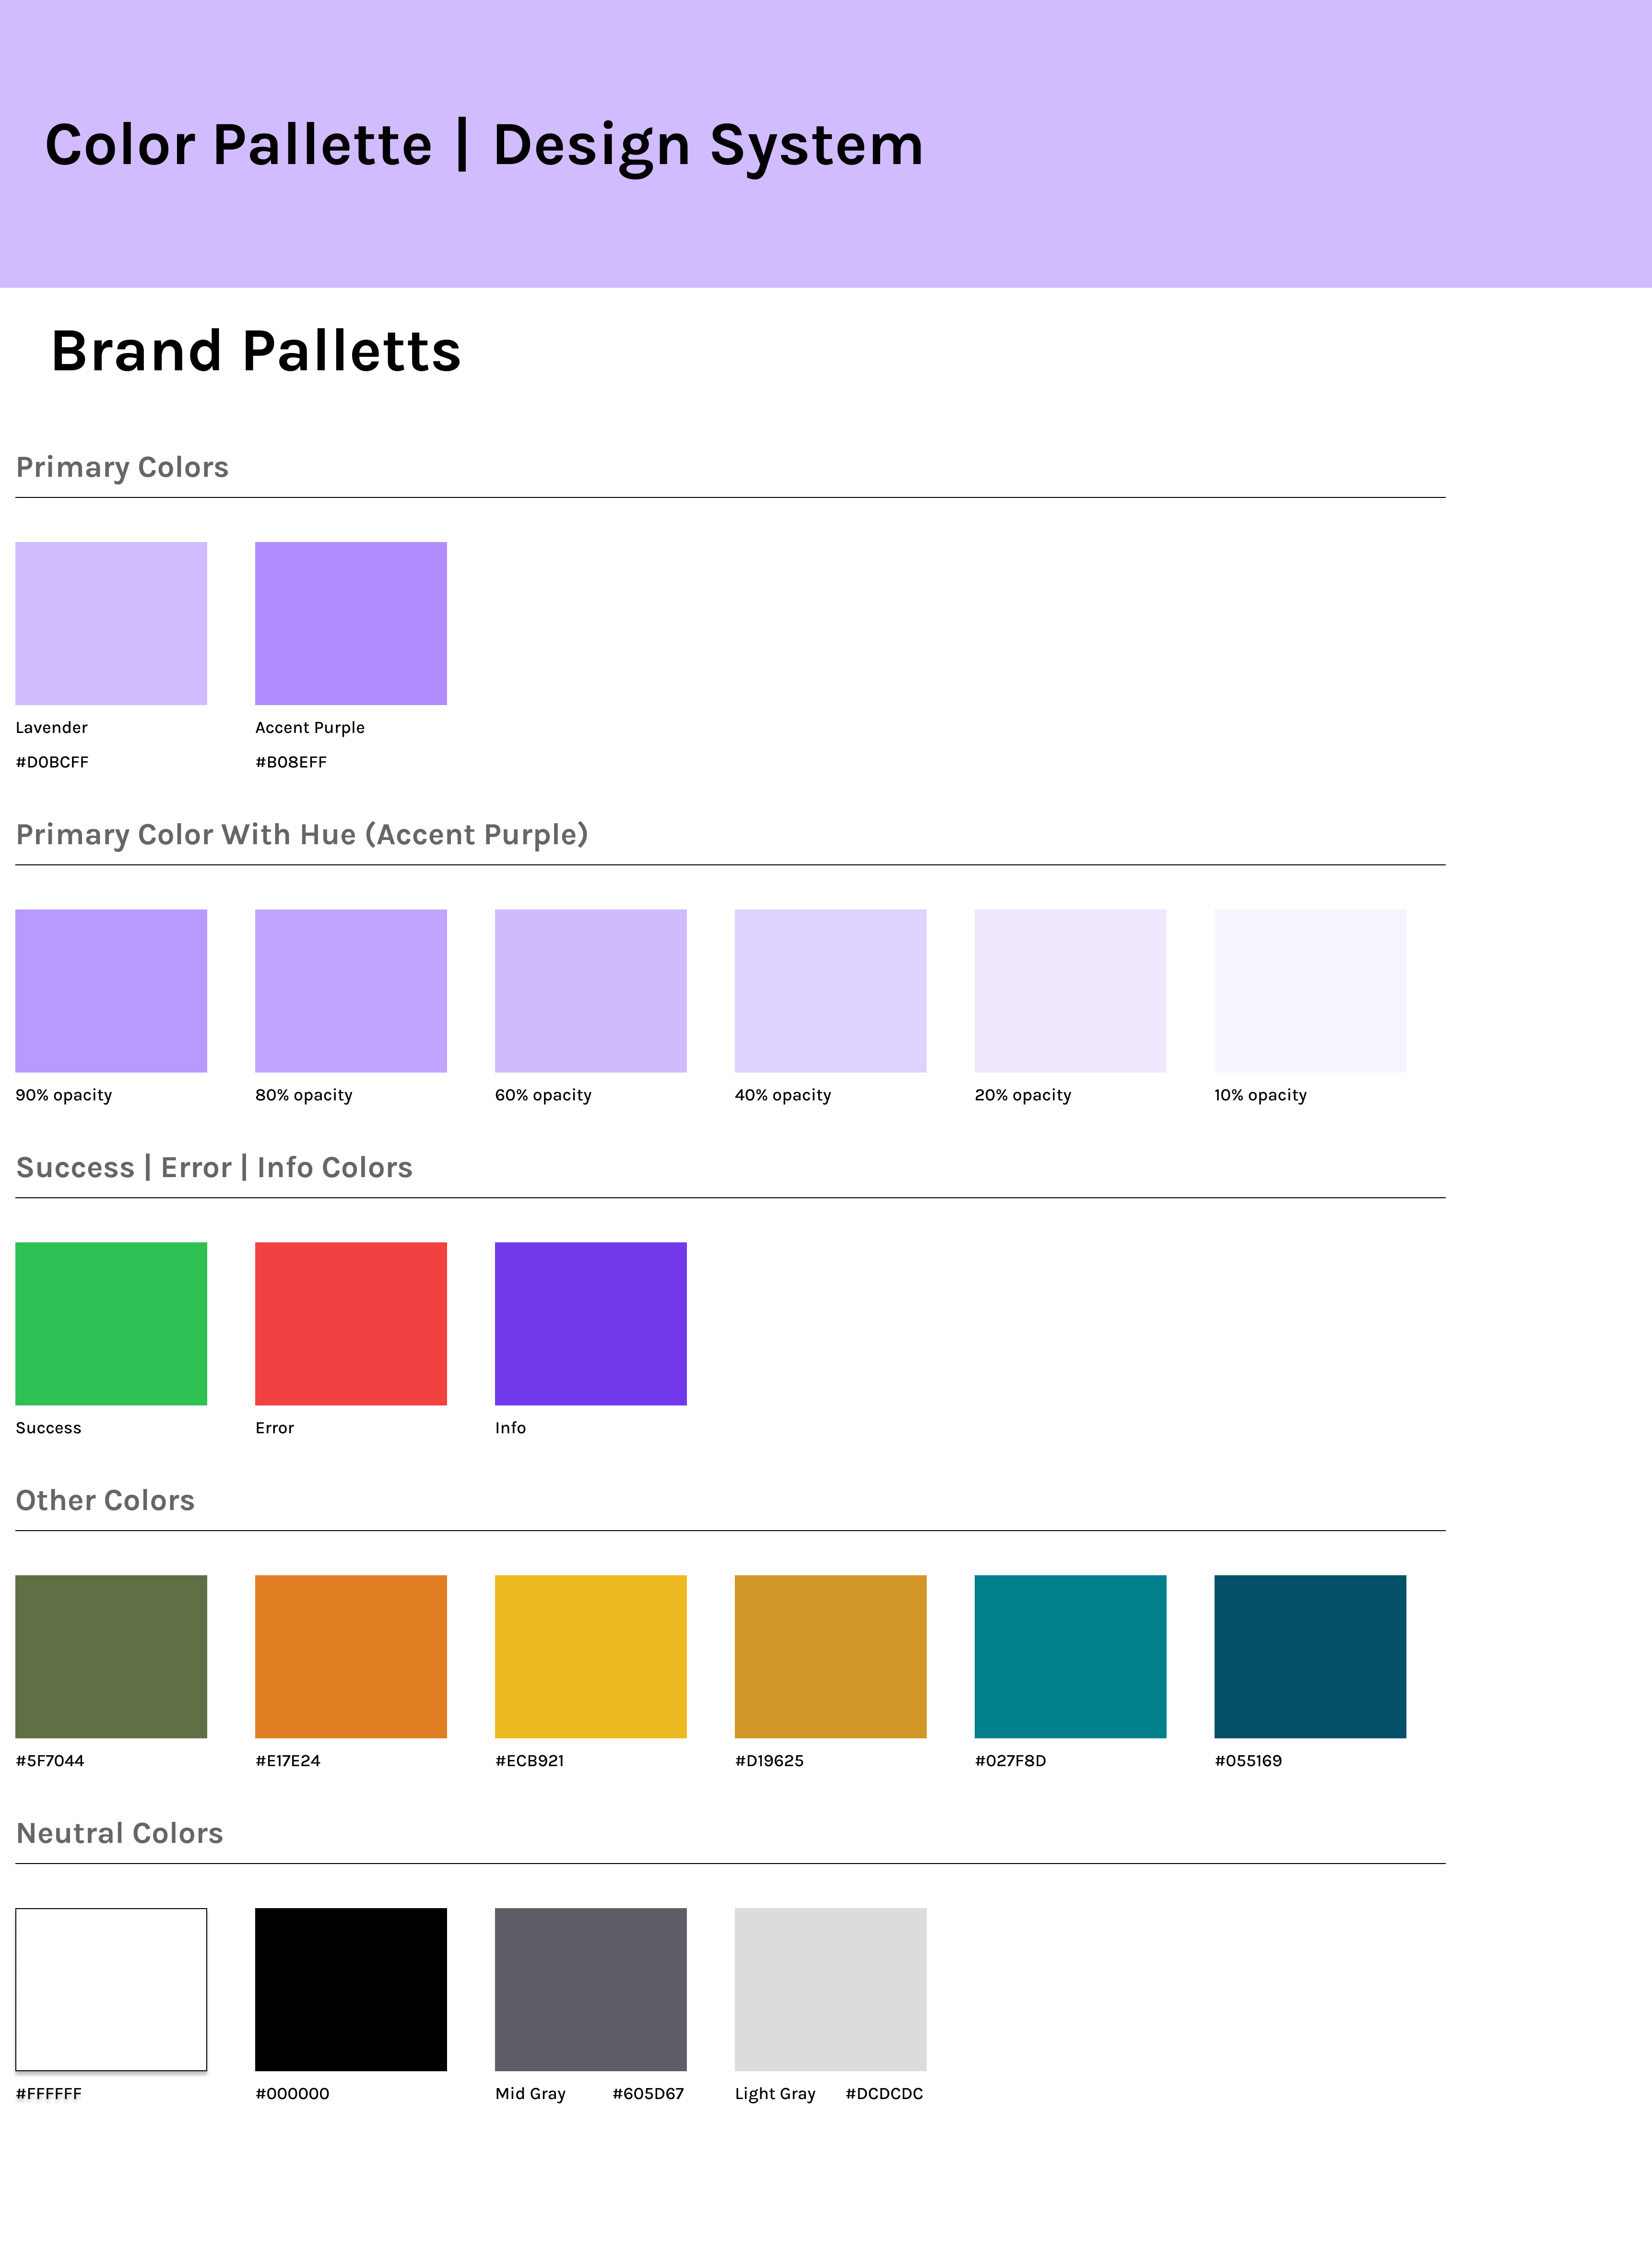 Color Pallette | Design System
Brand Palletts
Primary Colors
Lavender
#D0BCFF
Accent Purple
#B08EFF
Primary Color With Hue (Accent Purple)
90% opacity
80% opacity
60% opacity
40% opacity
20% opacity
10% opacity
Success | Error | Info Colors
Success
Error
Info
Other Colors
#5F7044
#E17E24
#ECB921
#D19625
#027F8D
#055169
Neutral Colors
#FFFFFF
#000000
Mid Gray #605D67
Light Gray #DCDCDC